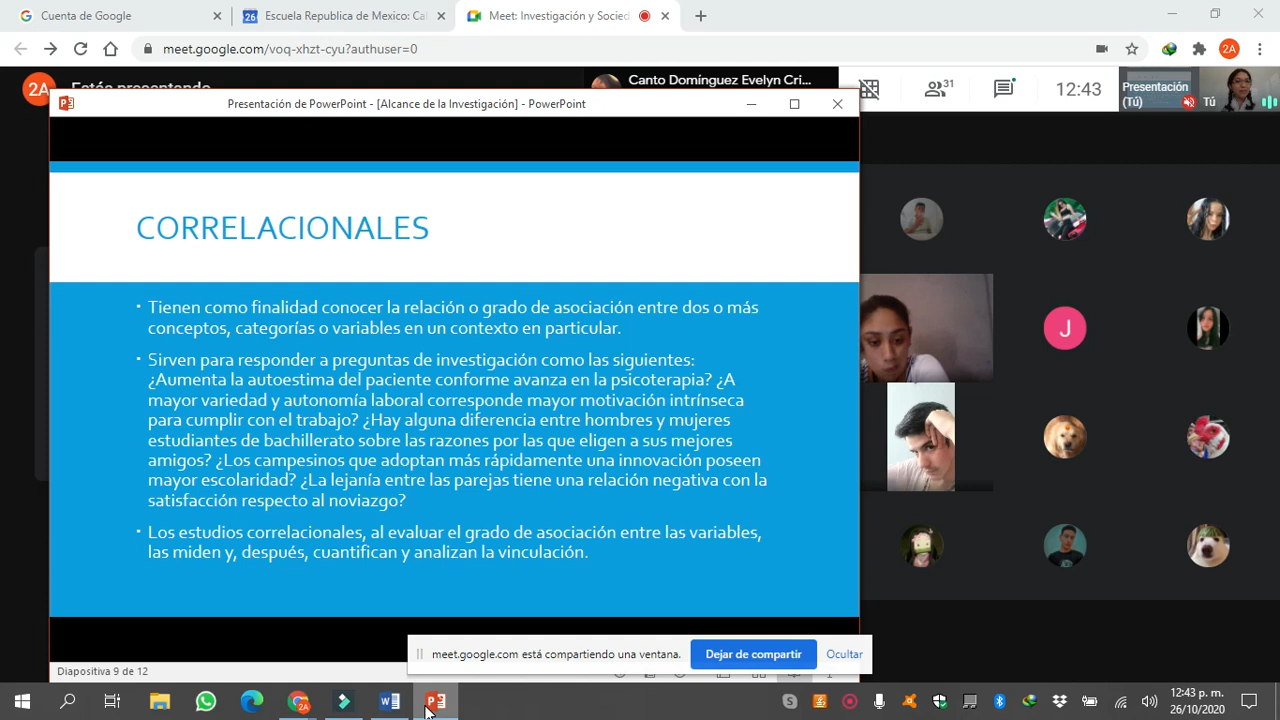 Cuenta de Google
Escuela Republica de Mexico: Cal
Meet: Investigación y Socied
meet.google.com/voq-xhzt-cyu?authuser=0
2A
2A
Estás presentando
Canto Domínguez Evelyn Cri...
31
12:43
Presentación
(Tú)
Tú
Presentación de PowerPoint - [Alcance de la Investigación] - PowerPoint
CORRELACIONALES
• Tienen como finalidad conocer la relación o grado de asociación entre dos o más
conceptos, categorías o variables en un contexto en particular.
• Sirven para responder a preguntas de investigación como las siguientes:
¿Aumenta la autoestima del paciente conforme avanza en la psicoterapia? ¿A
mayor variedad y autonomía laboral corresponde mayor motivación intrínseca
para cumplir con el trabajo? ¿Hay alguna diferencia entre hombres y mujeres
estudiantes de bachillerato sobre las razones por las que eligen a sus mejores
amigos? ¿Los campesinos que adoptan más rápidamente una innovación poseen
mayor escolaridad? ¿La lejanía entre las parejas tiene una relación negativa con la
satisfacción respecto al noviazgo?
• Los estudios correlacionales, al evaluar el grado de asociación entre las variables,
las miden y, después, cuantifican y analizan la vinculación.
J
meet.google.com está compartiendo una ventana.
Dejar de compartir
Ocultar
Diapositiva 9 de 12
12:43 p. m.
26/10/2020